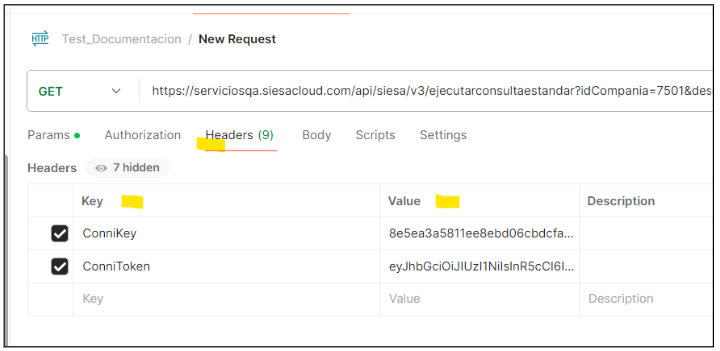 HTTP Test_Documentacion / New Request
GET https://serviciosqa.siesacloud.com/api/siesa/v3/ejecutarconsultaestandar?idCompania=7501&des
Params Authorization Headers (9) Body Scripts Settings
Headers 7 hidden
Key Value Description
ConniKey 8e5ea3a5811ee8ebd06cbdcfa...
ConniToken eyJhbGciOiJIUzI1NiIsInR5cCI6I...
Key Value Description